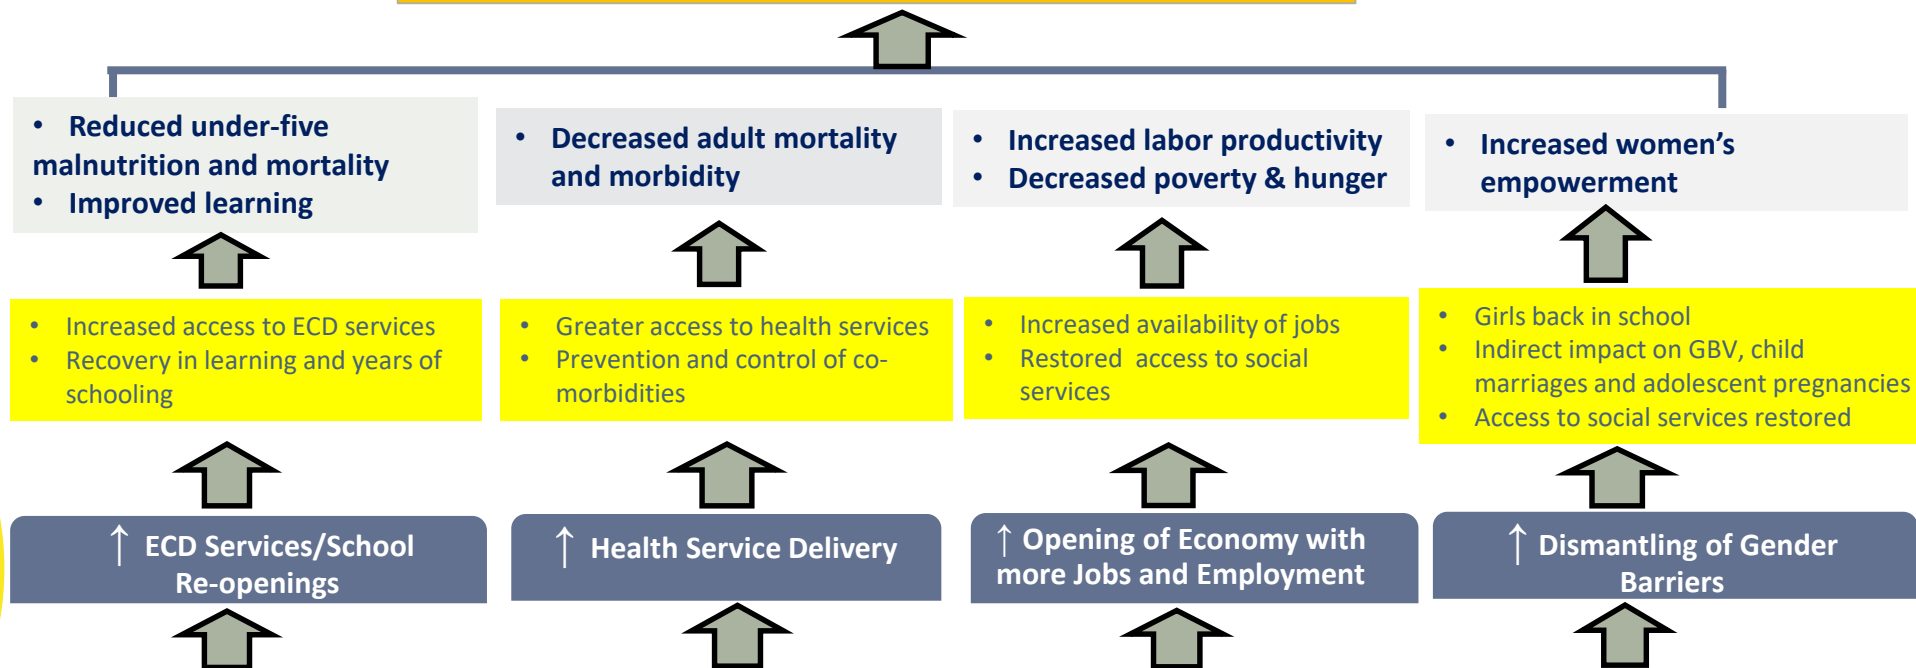 • Reduced under-five
malnutrition and mortality
• Improved learning
• Decreased adult mortality
and morbidity
• Increased labor productivity
• Decreased poverty & hunger
• Increased women’s
empowerment
• Increased access to ECD services
• Recovery in learning and years of
schooling
• Greater access to health services
• Prevention and control of co-
morbidities
• Increased availability of jobs
• Restored access to social
services
• Girls back in school
• Indirect impact on GBV, child
marriages and adolescent pregnancies
• Access to social services restored
↑ ECD Services/School
Re-openings
↑ Health Service Delivery
↑ Opening of Economy with
more Jobs and Employment
↑ Dismantling of Gender
Barriers